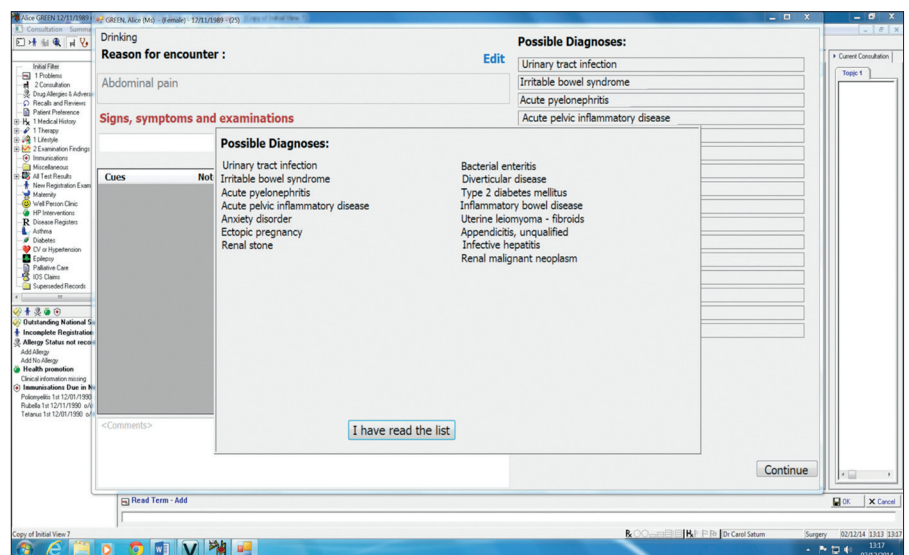 Alice GREEN 12/11/1989
GREEN, Alice (Ms) - (Female) - 12/11/1989 (25)
Consultation Summa
Initial Filter
1 Problems
2 Consultation
Drug Allergies & Advers
Recalls and Reviews
Patient Preference
1 Medical History
1 Therapy
1 Lifestyle
2 Examination Findings
Immunisations
Miscellaneous
All Test Results
New Registration Exam
Maternity
Well Person Clinic
HP Interventions
Disease Registers
Asthma
Diabetes
CV or Hypertension
Epilepsy
Palliative Care
IOS Claims
Superseded Records
Outstanding National S
Incomplete Registration
Allergy Status not reco
Add Allergy
Add No Allergy
Health promotion
Clinical information missing
Immunisations Due in N
Poliomyelitis 1st 12/01/1990
Rubella 1st 12/11/1990
Tetanus 1st 12/01/1990
Drinking
Reason for encounter :
Edit
Abdominal pain
Signs, symptoms and examinations
Cues
Not
<Comments>
Possible Diagnoses:
Urinary tract infection
Irritable bowel syndrome
Acute pyelonephritis
Acute pelvic inflammatory disease
Possible Diagnoses:
Urinary tract infection
Irritable bowel syndrome
Acute pyelonephritis
Acute pelvic inflammatory disease
Anxiety disorder
Ectopic pregnancy
Renal stone
Bacterial enteritis
Diverticular disease
Type 2 diabetes mellitus
Inflammatory bowel disease
Uterine leiomyoma - fibroids
Appendicitis, unqualified
Infective hepatitis
Renal malignant neoplasm
I have read the list
Continue
Current Consultation
Topic 1
Read Term - Add
OK
Cancel
Copy of Initial View 7
Dr Carol Saturn
Surgery
02/12/14
1313
1317
13:17
02/12/2014